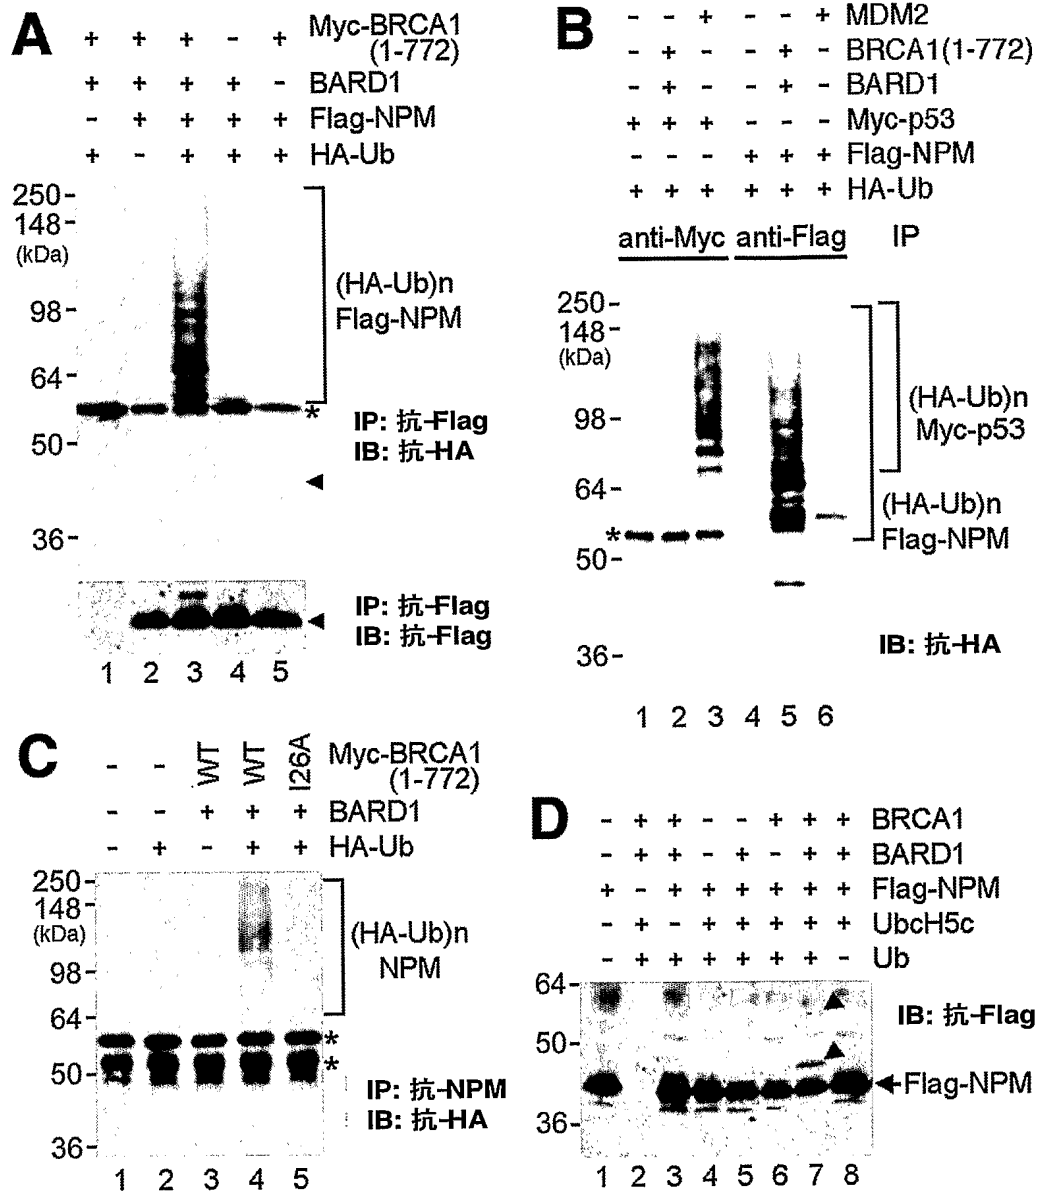 A
+ + + - + Myc-BRCA1
(1-772)
+ + + + - BARD1
- + + + + Flag-NPM
+ - + + + HA-Ub
250-
148-
(kDa)
98-
64-
50-
36-
(HA-Ub)n
Flag-NPM
*
IP: 抗-Flag
IB: 抗-HA
IP: 抗-Flag
IB: 抗-Flag
1 2 3 4 5
B
- - + - - + MDM2
- + - - + - BRCA1(1-772)
- + - - + - BARD1
+ + + - - - Myc-p53
- - - + + + Flag-NPM
+ + + + + + HA-Ub
anti-Myc anti-Flag IP
250-
148-
(kDa)
98-
64-
*
50-
36-
(HA-Ub)n
Myc-p53
(HA-Ub)n
Flag-NPM
IB: 抗-HA
1 2 3 4 5 6
C
- - WT WT I26A Myc-BRCA1
(1-772)
- - + + + BARD1
- + - + + HA-Ub
250-
148-
(kDa)
98-
64-
50-
36-
(HA-Ub)n
NPM
*
*
IP: 抗-NPM
IB: 抗-HA
1 2 3 4 5
D
- + + - - + + + BRCA1
- + + - + - + + BARD1
+ - + + + + + + Flag-NPM
- + - + + + + + UbcH5c
- + + + + + + - Ub
64-
50-
36-
IB: 抗-Flag
Flag-NPM
1 2 3 4 5 6 7 8